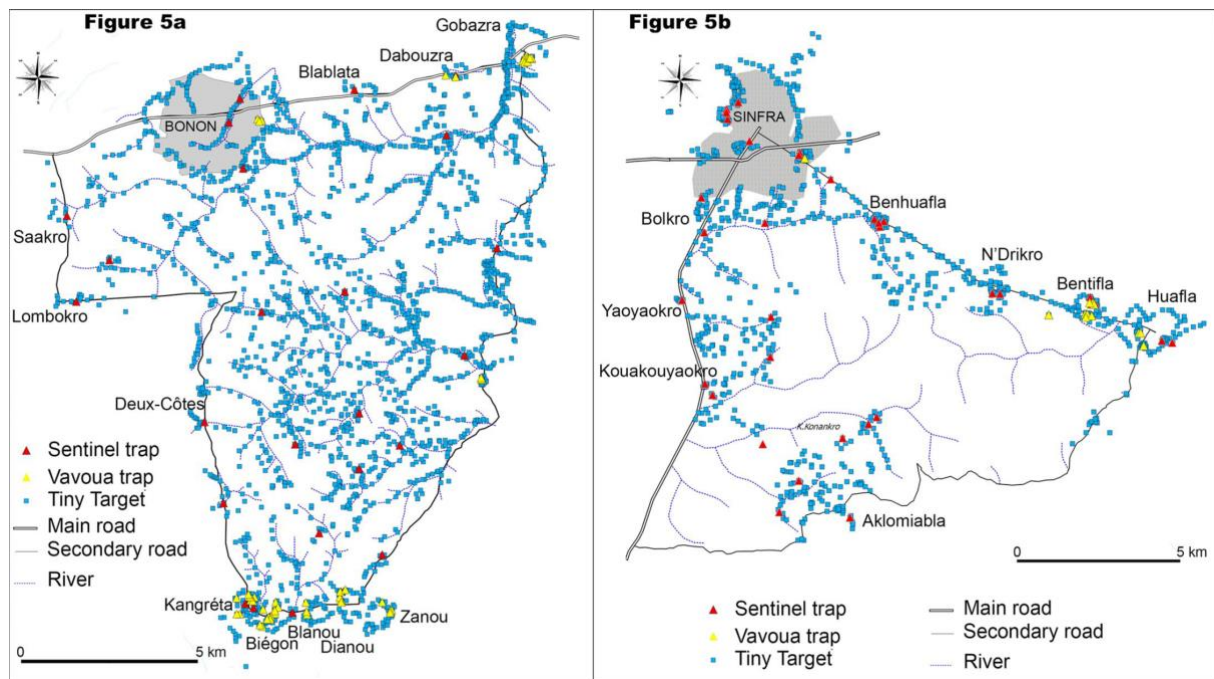 Figure 5a
Gobazra
Dabouzra
Blablata
BONON
Saakro
Lombokro
Deux-Côtes
Sentinel trap
Vavoua trap
Tiny Target
Main road
Secondary road
River
Kangréta
Biégon
Blanou
Dianou
Zanou
0 5 km
Figure 5b
SINFRA
Bolkro
Benhuafla
N'Drikro
Bentifla
Huafla
Yaoyaokro
Kouakouyaokro
K.Konankro
Aklomiabla
0 5 km
Sentinel trap
Vavoua trap
Tiny Target
Main road
Secondary road
River